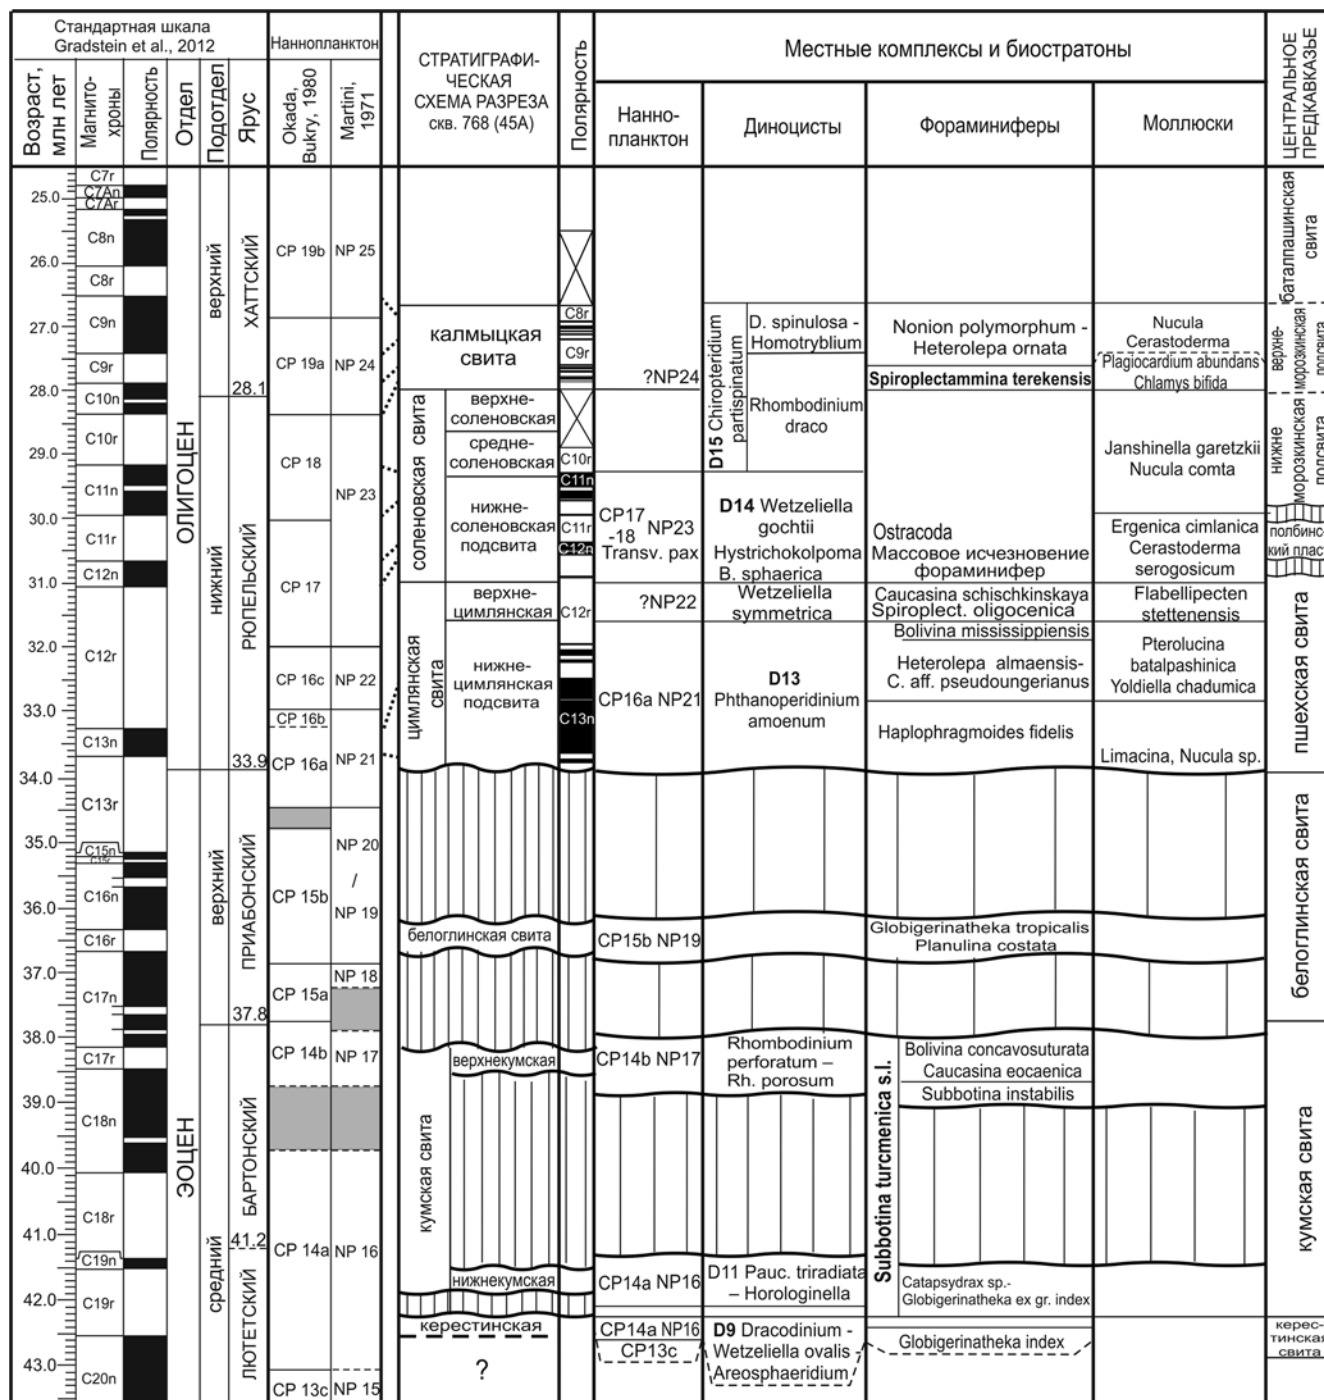 Стандартная шкала
Gradstein et al., 2012
Наннопланктон
СТРАТИГРАФИ-
ЧЕСКАЯ
СХЕМА РАЗРЕЗА
скв. 768 (45А)
Полярность
Местные комплексы и биостратоны
ЦЕНТРАЛЬНОЕ
ПРЕДКАВКАЗЬЕ
Возраст,
млн лет
Магнито-
хроны
Полярность
Отдел
Подотдел
Ярус
Okada,
Bukry, 1980
Martini,
1971
Нанно-
планктон
Диноцисты
Фораминиферы
Моллюски
25.0
26.0
27.0
28.0
29.0
30.0
31.0
32.0
33.0
34.0
35.0
36.0
37.0
38.0
39.0
40.0
41.0
42.0
43.0
C7r
C7An
C7Ar
C8n
C8r
C9n
C9r
C10n
C10r
C11n
C11r
C12n
C12r
C13n
C13r
C15n
C16n
C16r
C17n
C17r
C18n
C18r
C19n
C19r
C20n
ОЛИГОЦЕН
ЭОЦЕН
верхний
нижний
верхний
средний
ХАТТСКИЙ
28.1
РЮПЕЛЬСКИЙ
33.9
ПРИАБОНСКИЙ
37.8
БАРТОНСКИЙ
41.2
ЛЮТЕТСКИЙ
CP 19b
CP 19a
CP 18
CP 17
CP 16c
CP 16b
CP 16a
CP 15b
CP 15a
CP 14b
CP 14a
CP 13c
NP 25
NP 24
NP 23
NP 22
NP 21
NP 20
/
NP 19
NP 18
NP 17
NP 16
NP 15
калмыцкая
свита
соленовская свита
верхне-
соленовская
средне-
соленовская
нижне-
соленовская
подсвита
цимлянская
свита
верхне-
цимлянская
нижне-
цимлянская
подсвита
белоглинская свита
кумская свита
верхнекумская
нижнекумская
керестинская
?
C8r
C9r
C10r
C11n
C11r
C12n
C12r
C13n
?NP24
CP17
-18 NP23
Transv. pax
?NP22
CP16a NP21
CP15b NP19
CP14b NP17
CP14a NP16
CP14a NP16
CP13c
D15 Chiropteridium
partispinatum
D. spinulosa -
Homotryblium
Rhombodinium
draco
D14 Wetzeliella
gochtii
Hystrichokolpoma
B. sphaerica
Wetzeliella
symmetrica
D13
Phthanoperidinium
amoenum
Rhombodinium
perforatum –
Rh. porosum
D11 Pauc. triradiata
– Horologinella
D9 Dracodinium -
Wetzeliella ovalis -
Areosphaeridium
Nonion polymorphum -
Heterolepa ornata
Spiroplectammina terekensis
Ostracoda
Массовое исчезновение
фораминифер
Caucasina schischkinskaya
Spiroplect. oligocenica
Bolivina mississippiensis
Heterolepa almaensis-
C. aff. pseudoungerianus
Haplophragmoides fidelis
Globigerinatheka tropicalis
Planulina costata
Subbotina turcmenica s.l.
Bolivina concavosuturata
Caucasina eocaenica
Subbotina instabilis
Catapsydrax sp.-
Globigerinatheka ex gr. index
Globigerinatheka index
Nucula
Cerastoderma
Plagiocardium abundans
Chlamys bifida
Janshinella garetzkii
Nucula comta
Ergenica cimlanica
Cerastoderma
serogosicum
Flabellipecten
stettenensis
Pterolucina
batalpashinica
Yoldiella chadumica
Limacina, Nucula sp.
баталпашинская
свита
верхне-
морозкинская
подсвита
нижне
морозкинская
подсвита
полбинс-
кий пласт
пшехская свита
белоглинская свита
кумская свита
керес-
тинская
свита